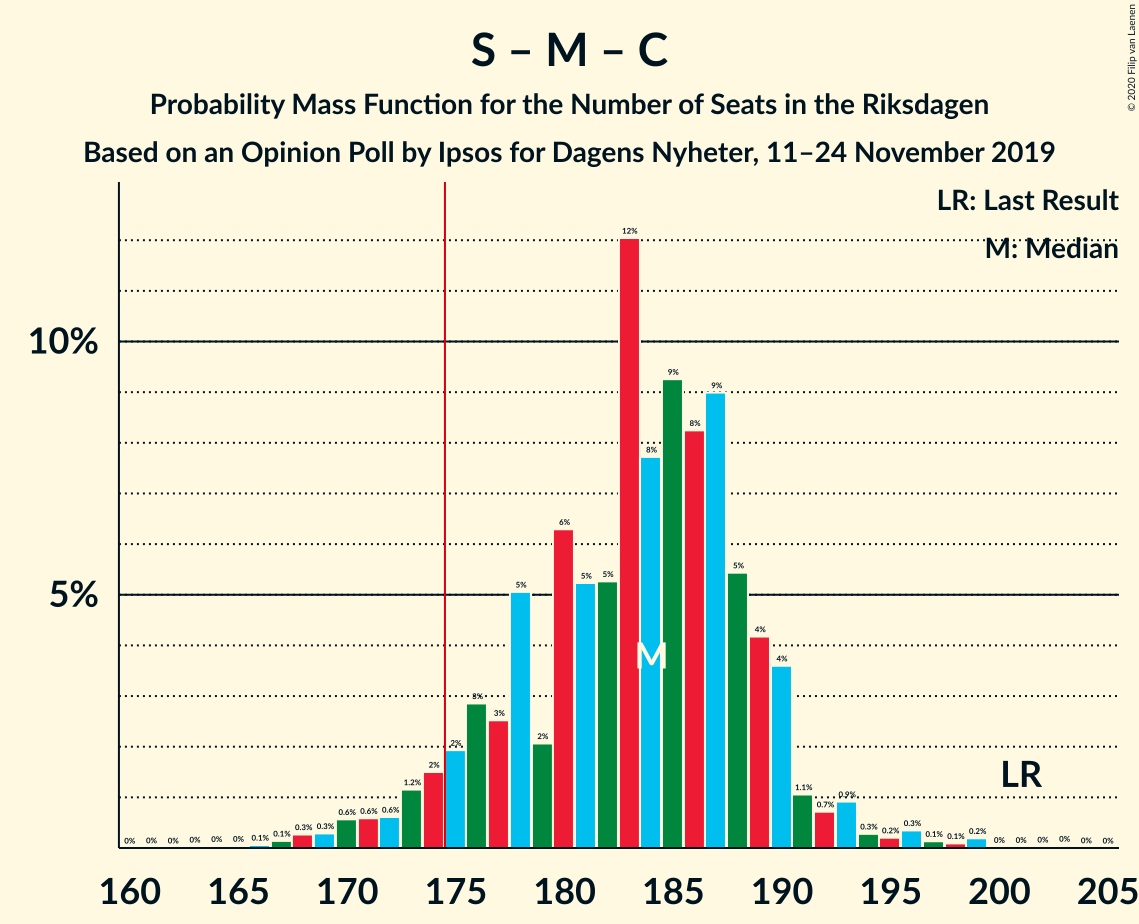 S – M – C
Probability Mass Function for the Number of Seats in the Riksdagen
Based on an Opinion Poll by Ipsos for Dagens Nyheter, 11–24 November 2019
© 2020 Filip van Laenen
LR: Last Result
M: Median
10%
5%
0% 0% 0% 0% 0% 0% 0.1% 0.1% 0.3% 0.3% 0.6% 0.6% 0.6% 1.2% 2% 2% 3% 3% 5% 2% 6% 5% 5% 12% 8% 9% 8% 9% 5% 4% 4% 1.1% 0.7% 0.9% 0.3% 0.2% 0.3% 0.1% 0.1% 0.2% 0% 0% 0% 0% 0% 0%
M
LR
160 165 170 175 180 185 190 195 200 205